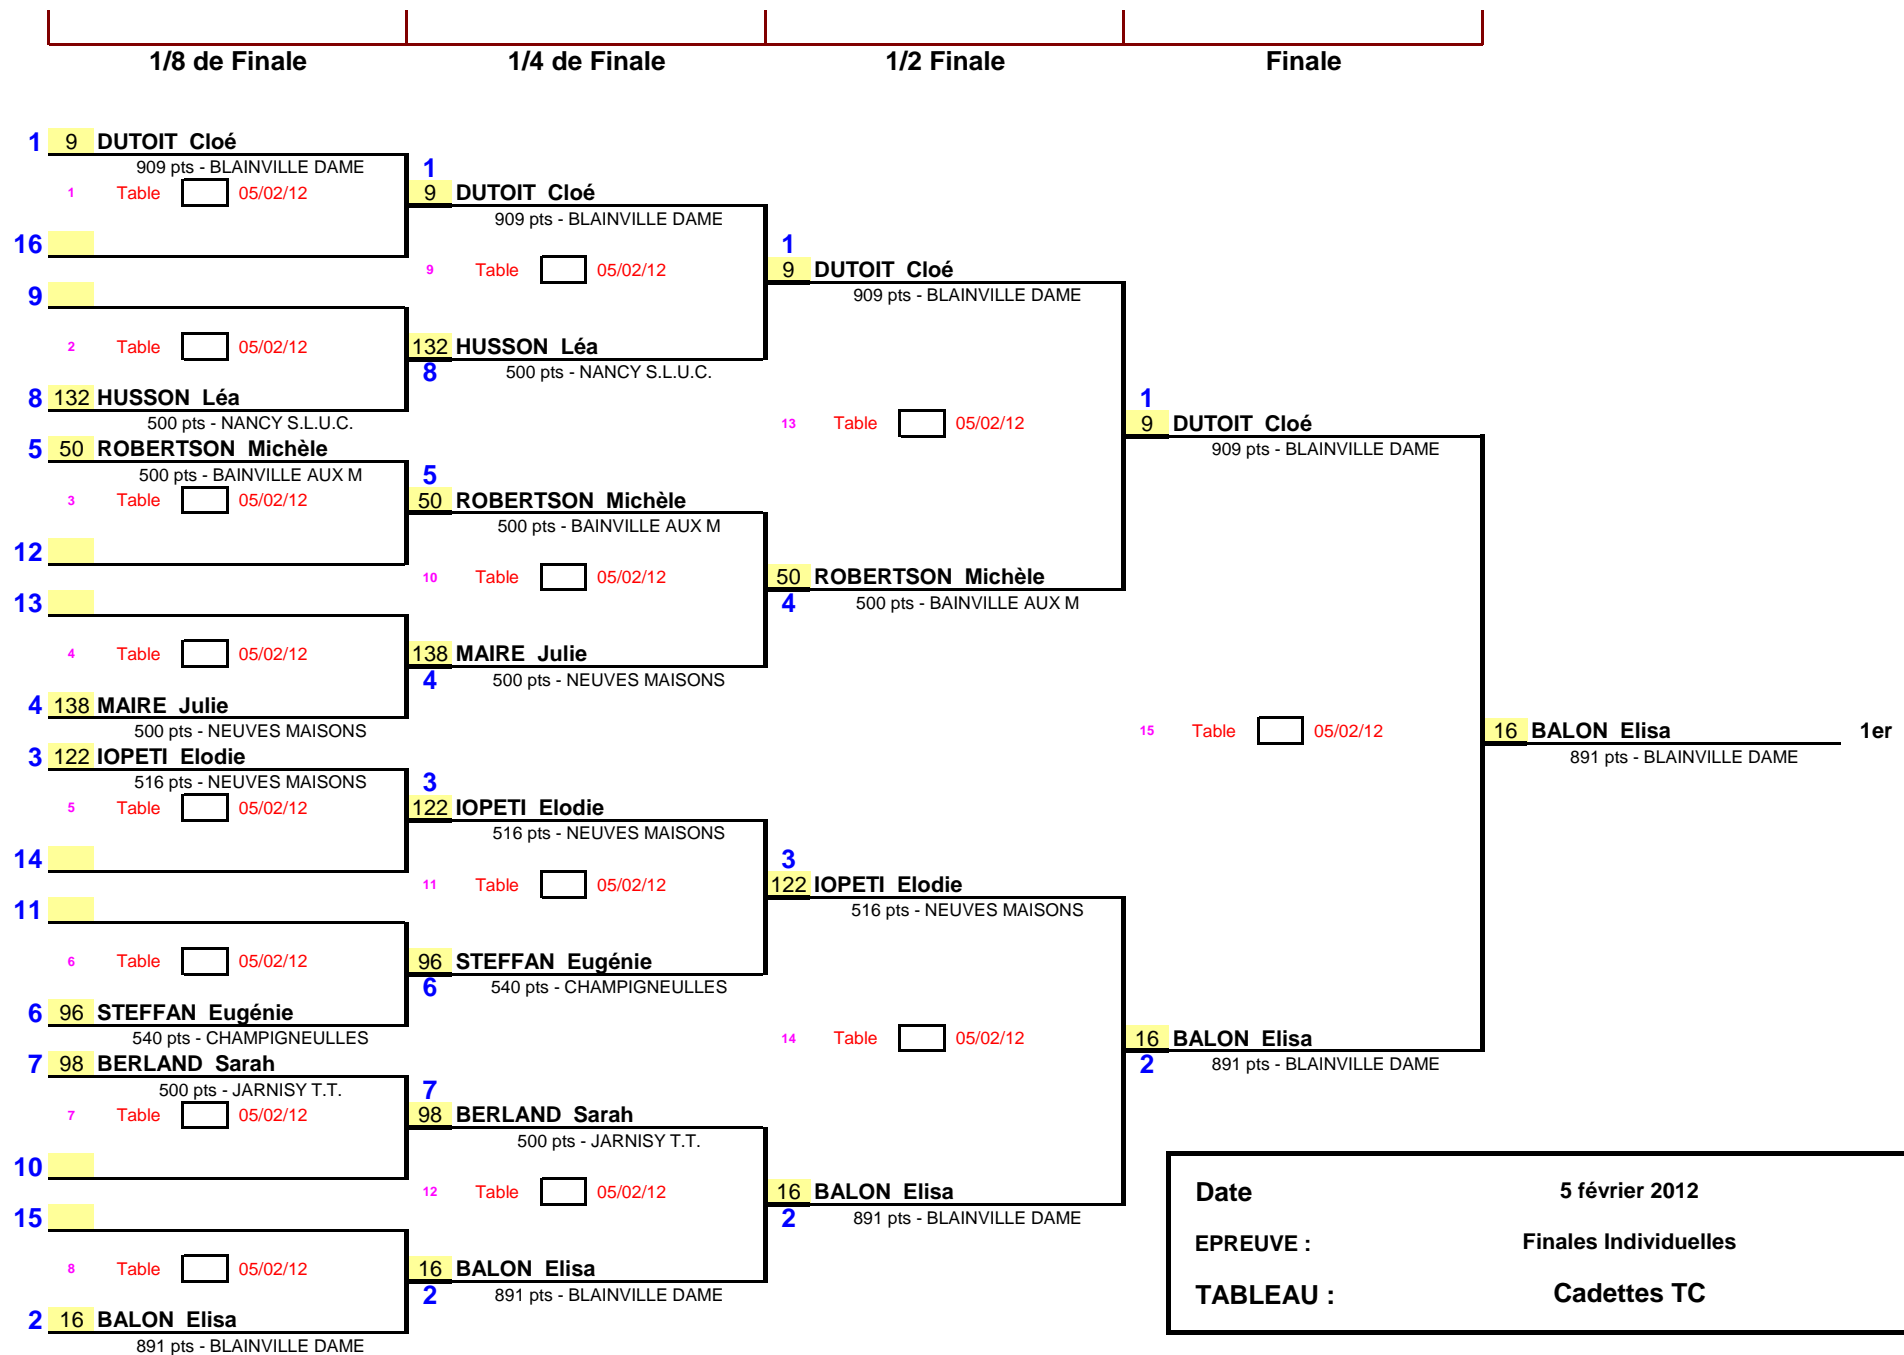 1/8 de Finale 1/4 de Finale 1/2 Finale Finale
1 9 DUTOIT Cloé
909 pts - BLAINVILLE DAME
1
1 Table 05/02/12
9 DUTOIT Cloé
909 pts - BLAINVILLE DAME
16
1
9 Table 05/02/12
9 DUTOIT Cloé
909 pts - BLAINVILLE DAME
9
2 Table 05/02/12
132 HUSSON Léa
8 500 pts - NANCY S.L.U.C.
8 132 HUSSON Léa
500 pts - NANCY S.L.U.C.
1
13 Table 05/02/12
9 DUTOIT Cloé
909 pts - BLAINVILLE DAME
5 50 ROBERTSON Michèle
500 pts - BAINVILLE AUX M
5
3 Table 05/02/12
50 ROBERTSON Michèle
500 pts - BAINVILLE AUX M
12
10 Table 05/02/12
50 ROBERTSON Michèle
4 500 pts - BAINVILLE AUX M
13
4 Table 05/02/12
138 MAIRE Julie
4 500 pts - NEUVES MAISONS
4 138 MAIRE Julie
500 pts - NEUVES MAISONS
15 Table 05/02/12
16 BALON Elisa 1er
891 pts - BLAINVILLE DAME
3 122 IOPETI Elodie
516 pts - NEUVES MAISONS
3
5 Table 05/02/12
122 IOPETI Elodie
516 pts - NEUVES MAISONS
14
3
11 Table 05/02/12
122 IOPETI Elodie
516 pts - NEUVES MAISONS
11
6 Table 05/02/12
96 STEFFAN Eugénie
6 540 pts - CHAMPIGNEULLES
6 96 STEFFAN Eugénie
540 pts - CHAMPIGNEULLES
14 Table 05/02/12
16 BALON Elisa
2 891 pts - BLAINVILLE DAME
7 98 BERLAND Sarah
500 pts - JARNISY T.T.
7
7 Table 05/02/12
98 BERLAND Sarah
500 pts - JARNISY T.T.
10
12 Table 05/02/12
16 BALON Elisa
2 891 pts - BLAINVILLE DAME
15
8 Table 05/02/12
16 BALON Elisa
2 891 pts - BLAINVILLE DAME
2 16 BALON Elisa
891 pts - BLAINVILLE DAME
Date 5 février 2012
EPREUVE : Finales Individuelles
TABLEAU : Cadettes TC